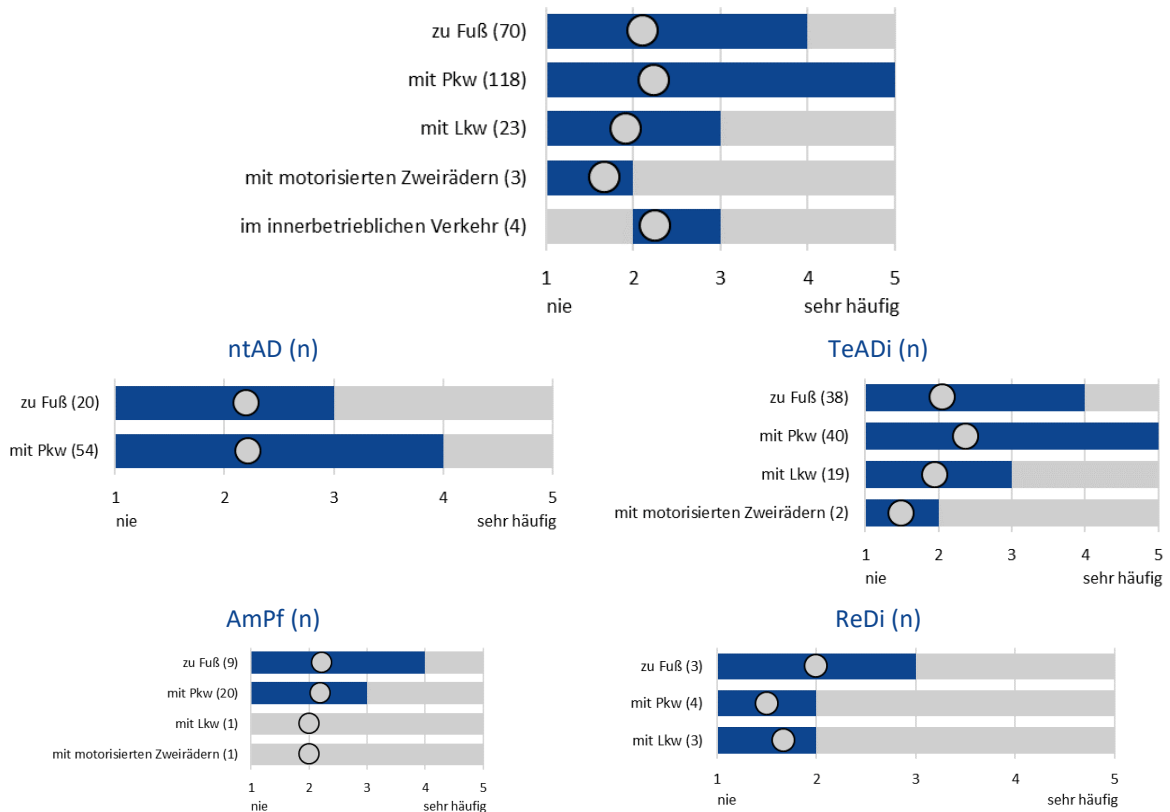 zu Fuß (70)
mit Pkw (118)
mit Lkw (23)
mit motorisierten Zweirädern (3)
im innerbetrieblichen Verkehr (4)
1 2 3 4 5
nie sehr häufig
ntAD (n)
zu Fuß (20)
mit Pkw (54)
1 2 3 4 5
nie sehr häufig
TeADi (n)
zu Fuß (38)
mit Pkw (40)
mit Lkw (19)
mit motorisierten Zweirädern (2)
1 2 3 4 5
nie sehr häufig
AmPf (n)
zu Fuß (9)
mit Pkw (20)
mit Lkw (1)
mit motorisierten Zweirädern (1)
1 2 3 4 5
nie sehr häufig
ReDi (n)
zu Fuß (3)
mit Pkw (4)
mit Lkw (3)
1 2 3 4 5
nie sehr häufig